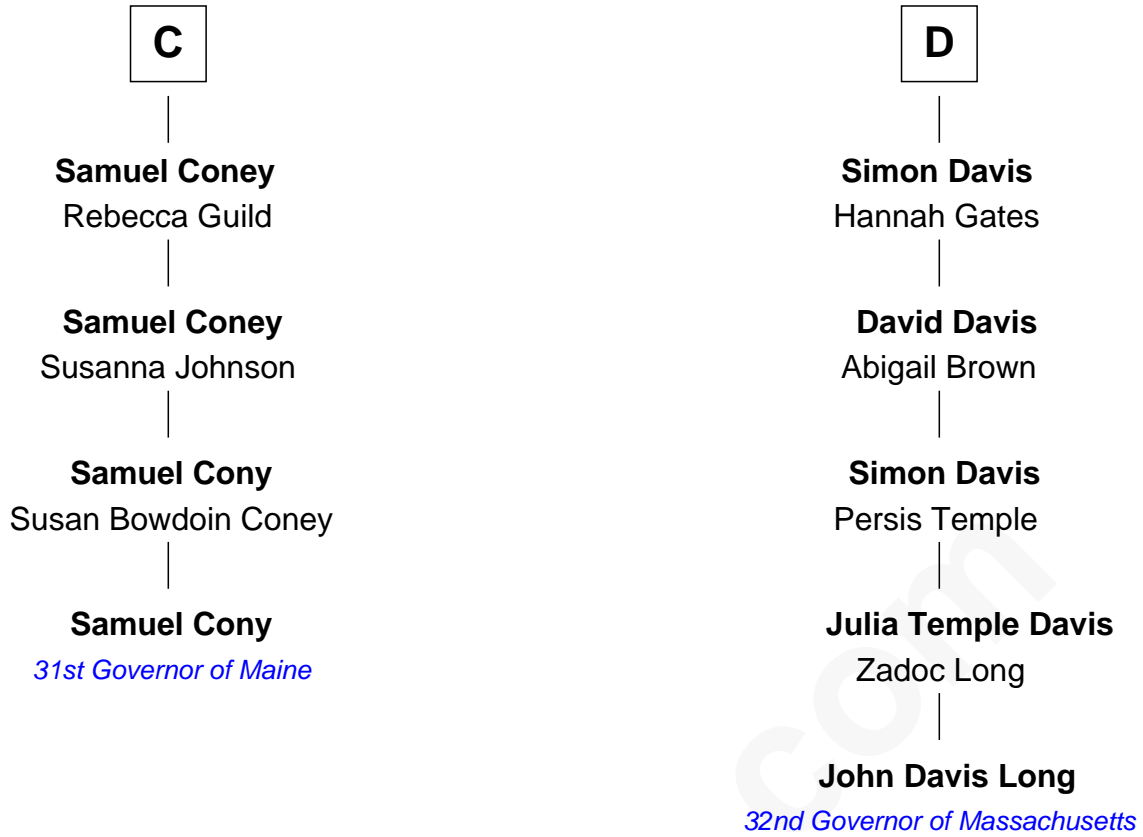 C
Samuel Coney
Rebecca Guild
Samuel Coney
Susanna Johnson
Samuel Cony
Susan Bowdoin Coney
Samuel Cony
31st Governor of Maine
D
Simon Davis
Hannah Gates
David Davis
Abigail Brown
Simon Davis
Persis Temple
Julia Temple Davis
Zadoc Long
John Davis Long
32nd Governor of Massachusetts
com